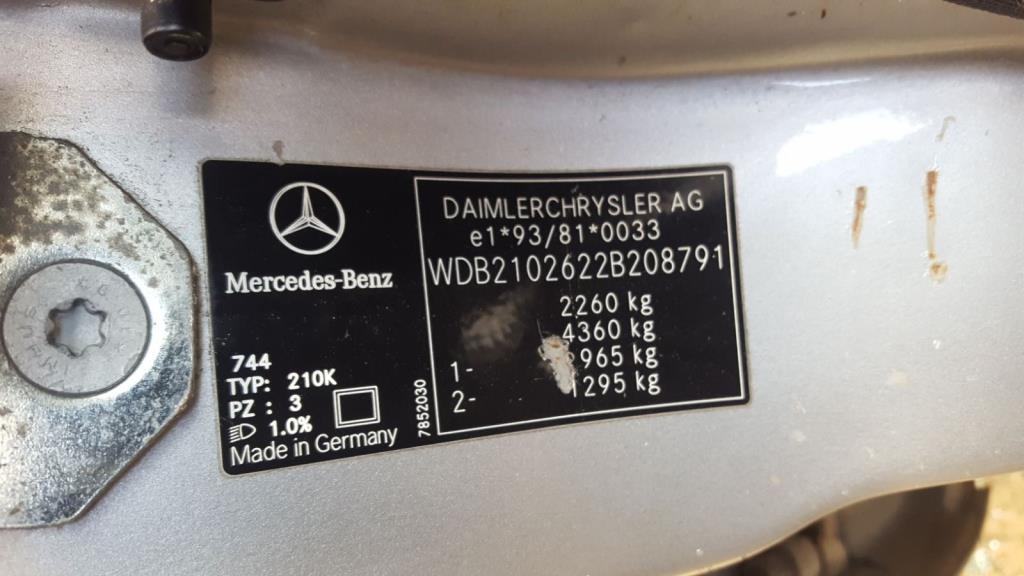 Mercedes-Benz
744
TYP: 210K
PZ : 3
1.0%
Made in Germany
7852030
DAIMLERCHRYSLER AG
e1*93/81*0033
WDB2102622B208791
2260 kg
4360 kg
1- 965 kg
2- 1295 kg